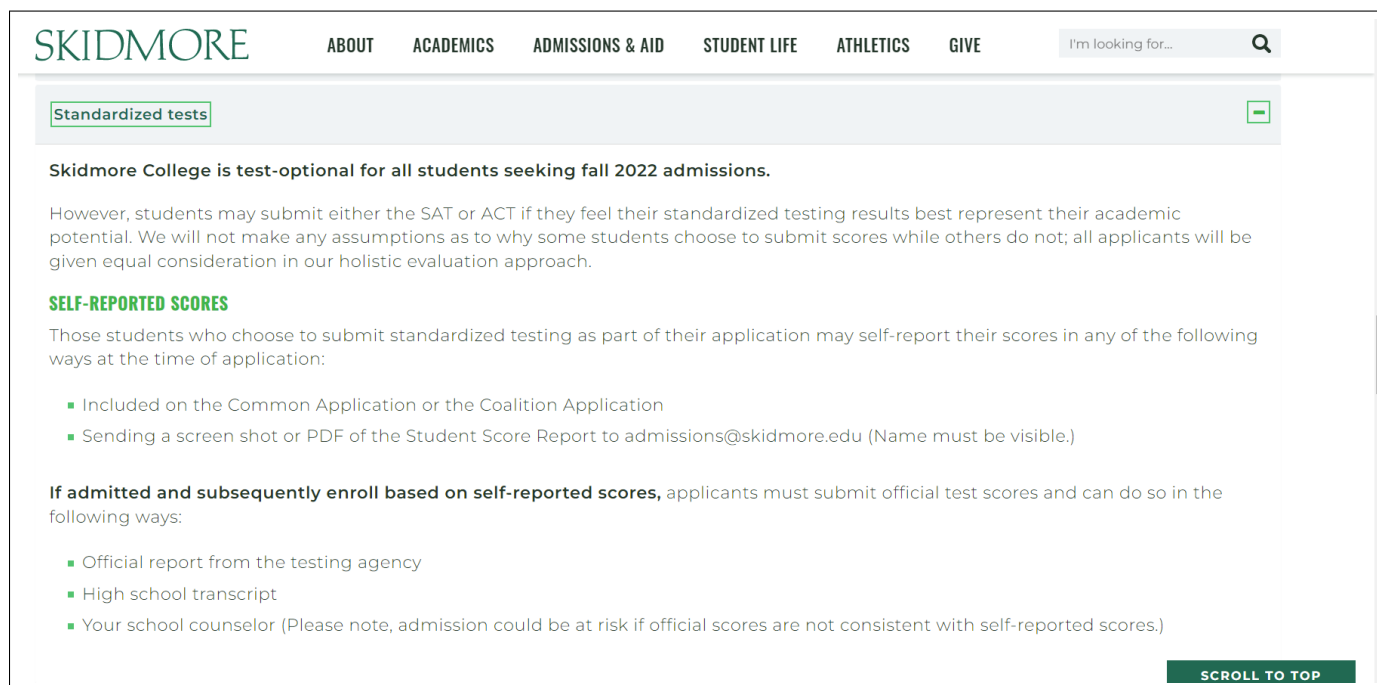 SKIDMORE
ABOUT ACADEMICS ADMISSIONS & AID STUDENT LIFE ATHLETICS GIVE I'm looking for...
Standardized tests
Skidmore College is test-optional for all students seeking fall 2022 admissions.
However, students may submit either the SAT or ACT if they feel their standardized testing results best represent their academic
potential. We will not make any assumptions as to why some students choose to submit scores while others do not; all applicants will be
given equal consideration in our holistic evaluation approach.
SELF-REPORTED SCORES
Those students who choose to submit standardized testing as part of their application may self-report their scores in any of the following
ways at the time of application:
Included on the Common Application or the Coalition Application
Sending a screen shot or PDF of the Student Score Report to admissions@skidmore.edu (Name must be visible.)
If admitted and subsequently enroll based on self-reported scores, applicants must submit official test scores and can do so in the
following ways:
Official report from the testing agency
High school transcript
Your school counselor (Please note, admission could be at risk if official scores are not consistent with self-reported scores.)
SCROLL TO TOP